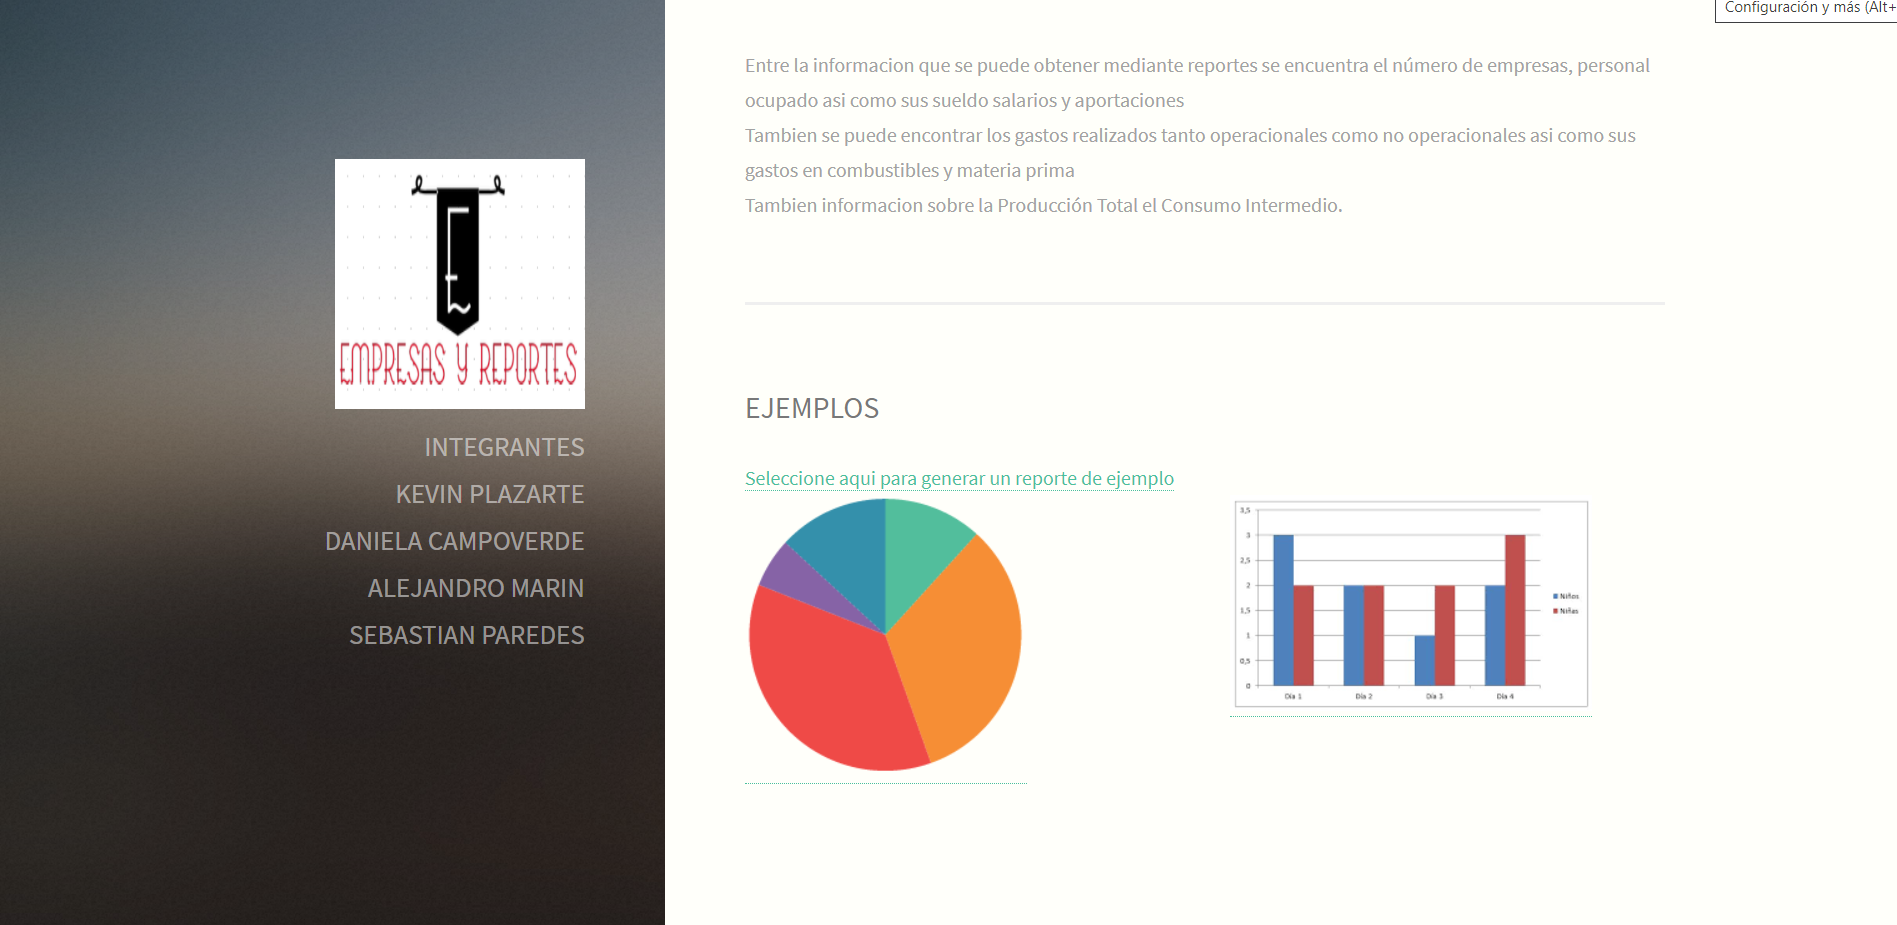 Configuración y más (Alt+
Entre la informacion que se puede obtener mediante reportes se encuentra el número de empresas, personal
ocupado asi como sus sueldo salarios y aportaciones
Tambien se puede encontrar los gastos realizados tanto operacionales como no operacionales asi como sus
gastos en combustibles y materia prima
Tambien informacion sobre la Producción Total el Consumo Intermedio.
E
EMPRESAS Y REPORTES
INTEGRANTES
KEVIN PLAZARTE
DANIELA CAMPOVERDE
ALEJANDRO MARIN
SEBASTIAN PAREDES
EJEMPLOS
Seleccione aqui para generar un reporte de ejemplo
3,5
3
2,5
2
1,5
1
0,5
0
Día 1 Día 2 Día 3 Día 4
Niños
Niñas